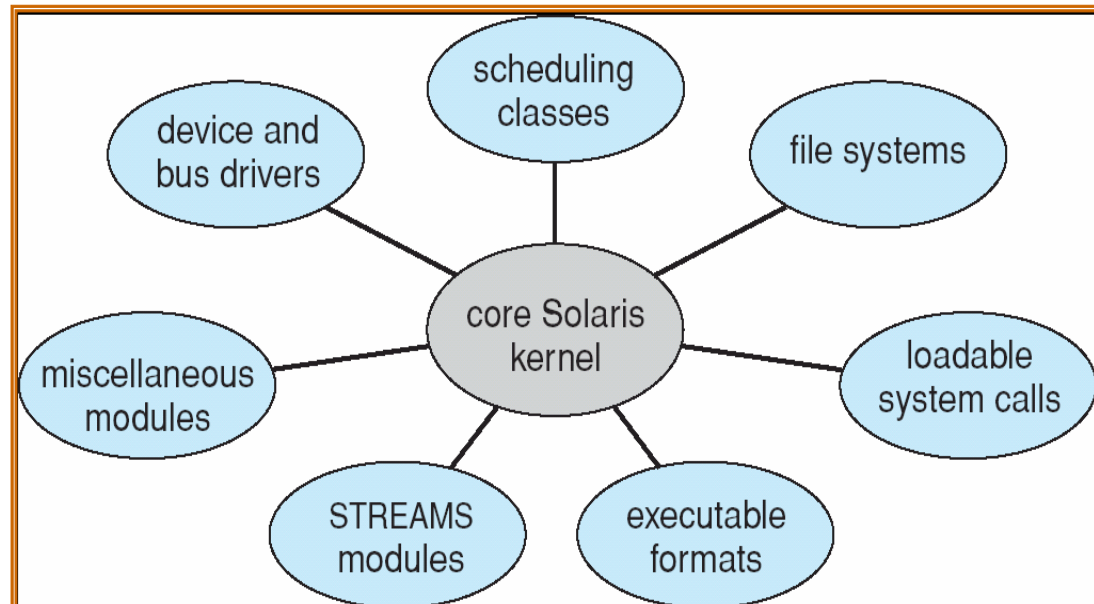 scheduling
classes
device and
bus drivers
file systems
core Solaris
kernel
miscellaneous
modules
loadable
system calls
STREAMS
modules
executable
formats